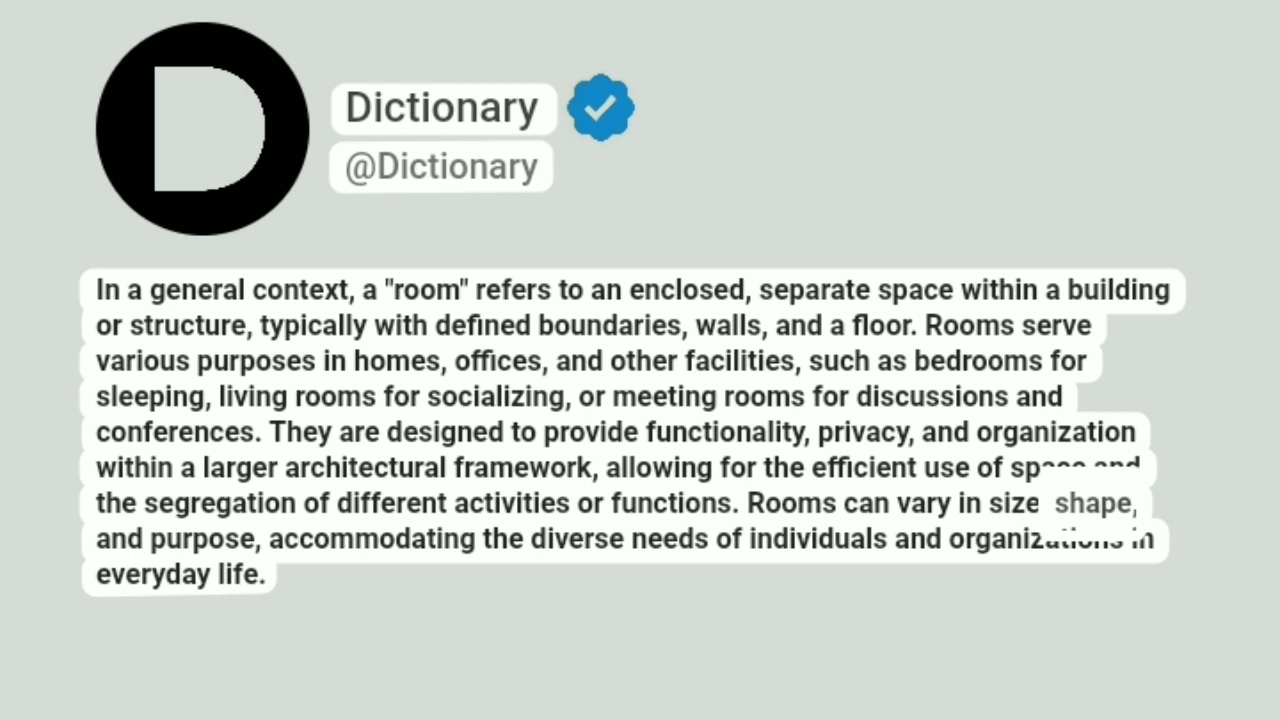 D
Dictionary
@Dictionary
In a general context, a "room" refers to an enclosed, separate space within a building
or structure, typically with defined boundaries, walls, and a floor. Rooms serve
various purposes in homes, offices, and other facilities, such as bedrooms for
sleeping, living rooms for socializing, or meeting rooms for discussions and
conferences. They are designed to provide functionality, privacy, and organization
within a larger architectural framework, allowing for the efficient use of space and
the segregation of different activities or functions. Rooms can vary in size shape,
and purpose, accommodating the diverse needs of individuals and organizations in
everyday life.